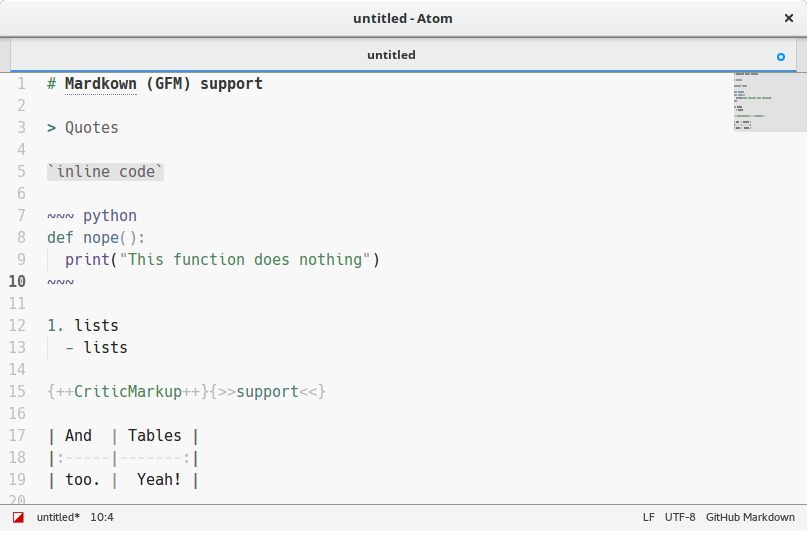 untitled - Atom
untitled
1 # Mardkown (GFM) support
2
3 > Quotes
4
5 `inline code`
6
7 ~~~ python
8 def nope():
9 print("This function does nothing")
10 ~~~
11
12 1. lists
13 - lists
14
15 {++CriticMarkup++}{>>support<<}
16
17 | And | Tables |
18 |:-----|-------:|
19 | too. | Yeah! |
20
untitled* 10:4 LF UTF-8 GitHub Markdown